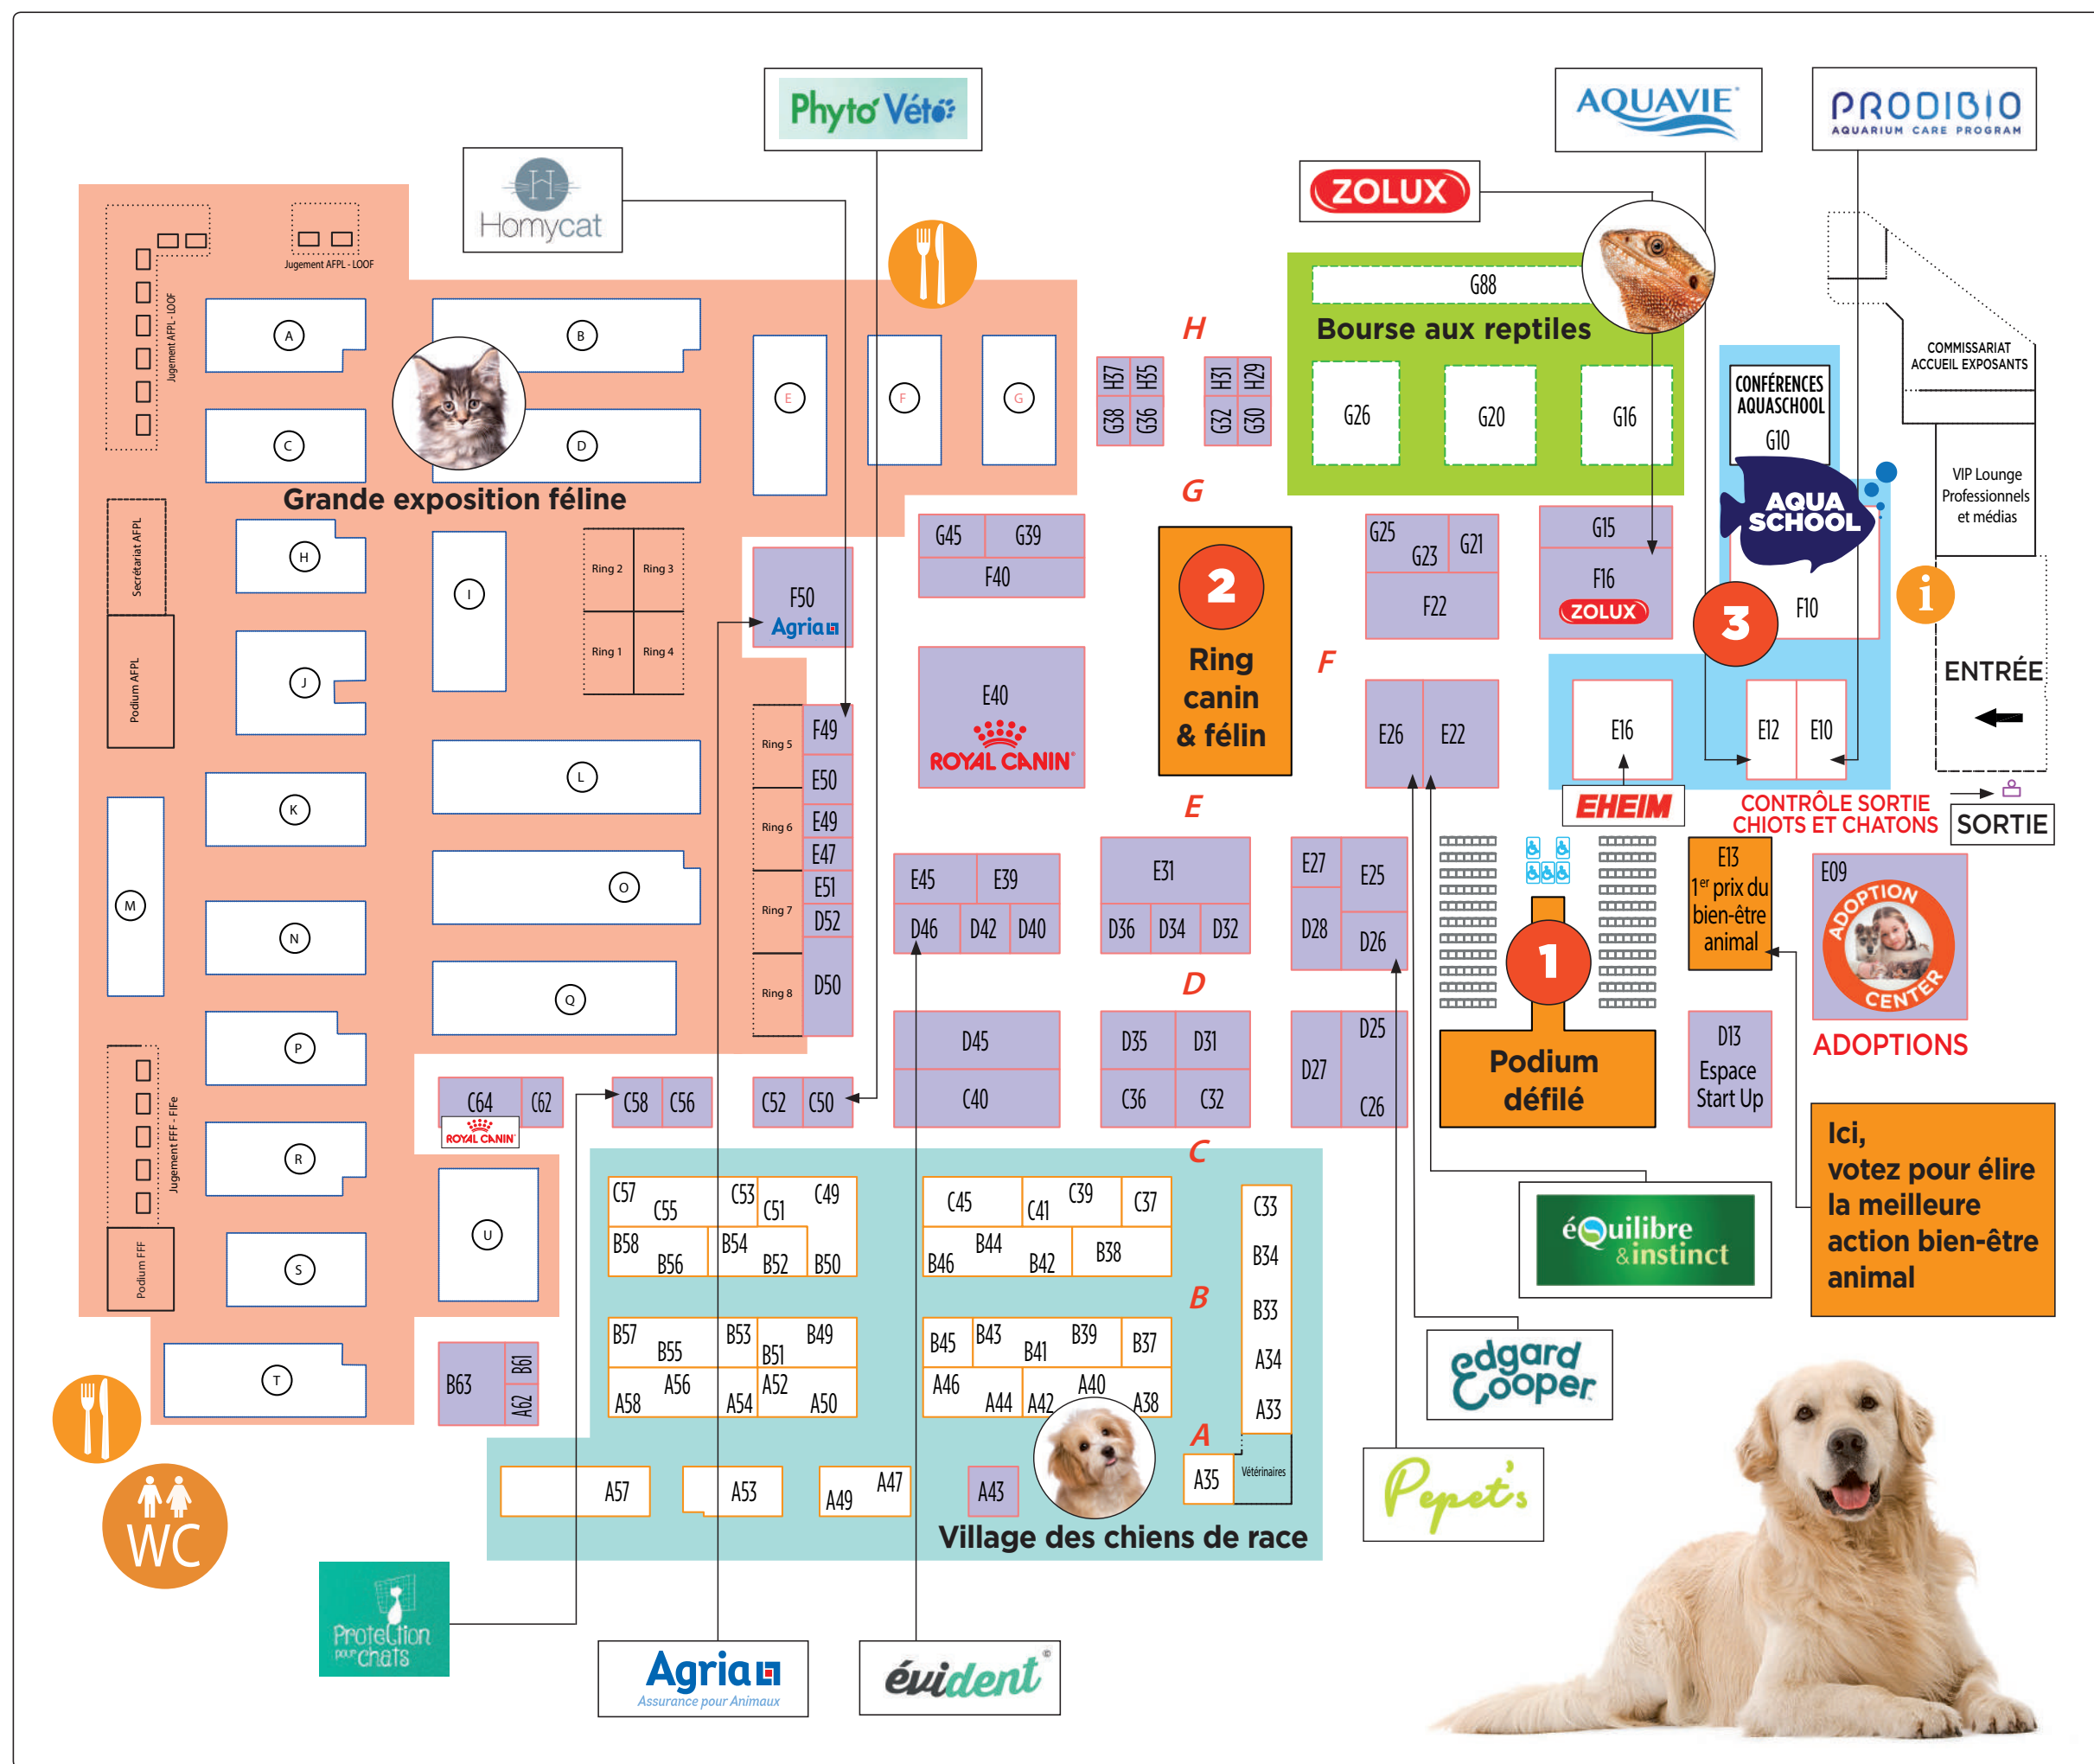 Phyto Véto
AQUAVIE
PRODIBIO
AQUARIUM CARE PROGRAM
Homycat
ZOLUX
Jugement AFPL - LOOF
Jugement AFPL - LOOF
A
B
C
D
E
F
G
Grande exposition féline
H
H37 H35
G38 G36
H31 H29
G32 G30
G88
Bourse aux reptiles
G26
G20
G16
CONFÉRENCES
AQUASCHOOL
G10
AQUA
SCHOOL
F10
COMMISSARIAT
ACCUEIL EXPOSANTS
VIP Lounge
Professionnels
et médias
i
ENTRÉE
G
Secrétariat AFPL
Podium AFPL
H
I
J
Ring 2
Ring 3
Ring 1
Ring 4
F50
Agria
G45
G39
F40
E40
ROYAL CANIN
2
Ring
canin
& félin
G25
G23
G21
F22
G15
F16
ZOLUX
3
F
E26
E22
E16
E12
E10
EHEIM
CONTRÔLE SORTIE
CHIOTS ET CHATONS
SORTIE
K
L
M
N
O
P
Q
R
S
T
U
Ring 5
Ring 6
Ring 7
Ring 8
F49
E50
E49
E47
E51
D52
D50
E
E45
E39
D46
D42
D40
E31
D36
D34
D32
E27
E25
D28
D26
1
Podium
défilé
E13
1er prix du
bien-être
animal
E09
ADOPTION
CENTER
ADOPTIONS
D
D45
C40
D35
D31
C36
C32
D27
D25
C26
D13
Espace
Start Up
Jugement FFF - FIFe
Podium FFF
C64
C62
ROYAL CANIN
C58
C56
C52
C50
C
C57
C55
C53
C51
C49
B58
B56
B54
B52
B50
C45
C41
C39
C37
B46
B44
B42
B38
C33
B34
B33
A34
A33
B
B57
B55
B53
B51
B49
A58
A56
A54
A52
A50
B45
B43
B41
B39
B37
A46
A44
A42
A40
A38
B63
B61
A62
A
A57
A53
A49
A47
A43
A35
Vétérinaires
Village des chiens de race
Ici,
votez pour élire
la meilleure
action bien-être
animal
éQuilibre
&instinct
edgard
Cooper
Pepet's
WC
Protection
pour chats
Agria
Assurance pour Animaux
évident